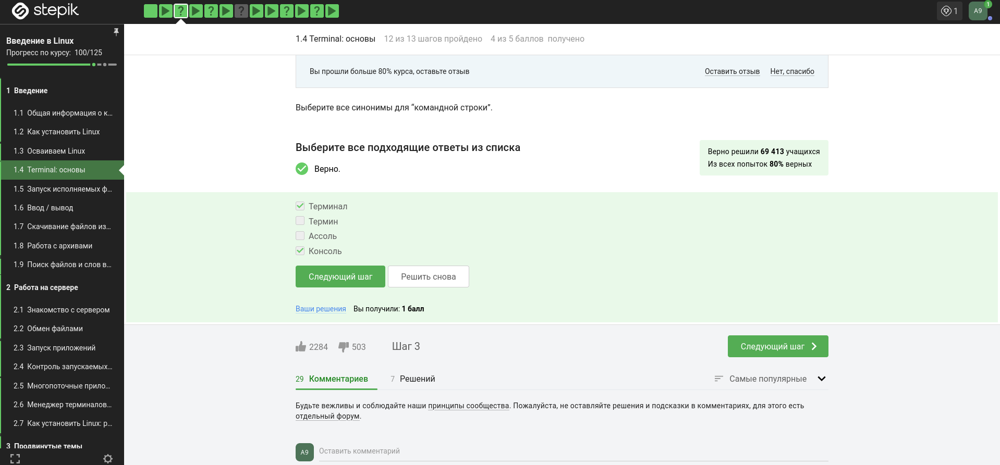 stepik
?
?
?
?
?
1
A9
1
Введение в Linux
Прогресс по курсу: 100/125
1 Введение
1.1 Общая информация о к...
1.2 Как установить Linux
1.3 Осваиваем Linux
1.4 Terminal: основы
1.5 Запуск исполняемых ф...
1.6 Ввод / вывод
1.7 Скачивание файлов из...
1.8 Работа с архивами
1.9 Поиск файлов и слов в...
2 Работа на сервере
2.1 Знакомство с сервером
2.2 Обмен файлами
2.3 Запуск приложений
2.4 Контроль запускаемых...
2.5 Многопоточные прило...
2.6 Менеджер терминалов...
2.7 Как установить Linux: р...
3 Продвинутые темы
1.4 Terminal: основы 12 из 13 шагов пройдено 4 из 5 баллов получено
Вы прошли больше 80% курса, оставьте отзыв Оставить отзыв Нет, спасибо
Выберите все синонимы для “командной строки”.
Выберите все подходящие ответы из списка
Верно.
Верно решили 69 413 учащихся
Из всех попыток 80% верных
Терминал
Термин
Ассоль
Консоль
Следующий шаг Решить снова
Ваши решения Вы получили: 1 балл
2284 503 Шаг 3 Следующий шаг
29 Комментариев 7 Решений Самые популярные
Будьте вежливы и соблюдайте наши принципы сообщества. Пожалуйста, не оставляйте решения и подсказки в комментариях, для этого есть
отдельный форум.
A9 Оставить комментарий